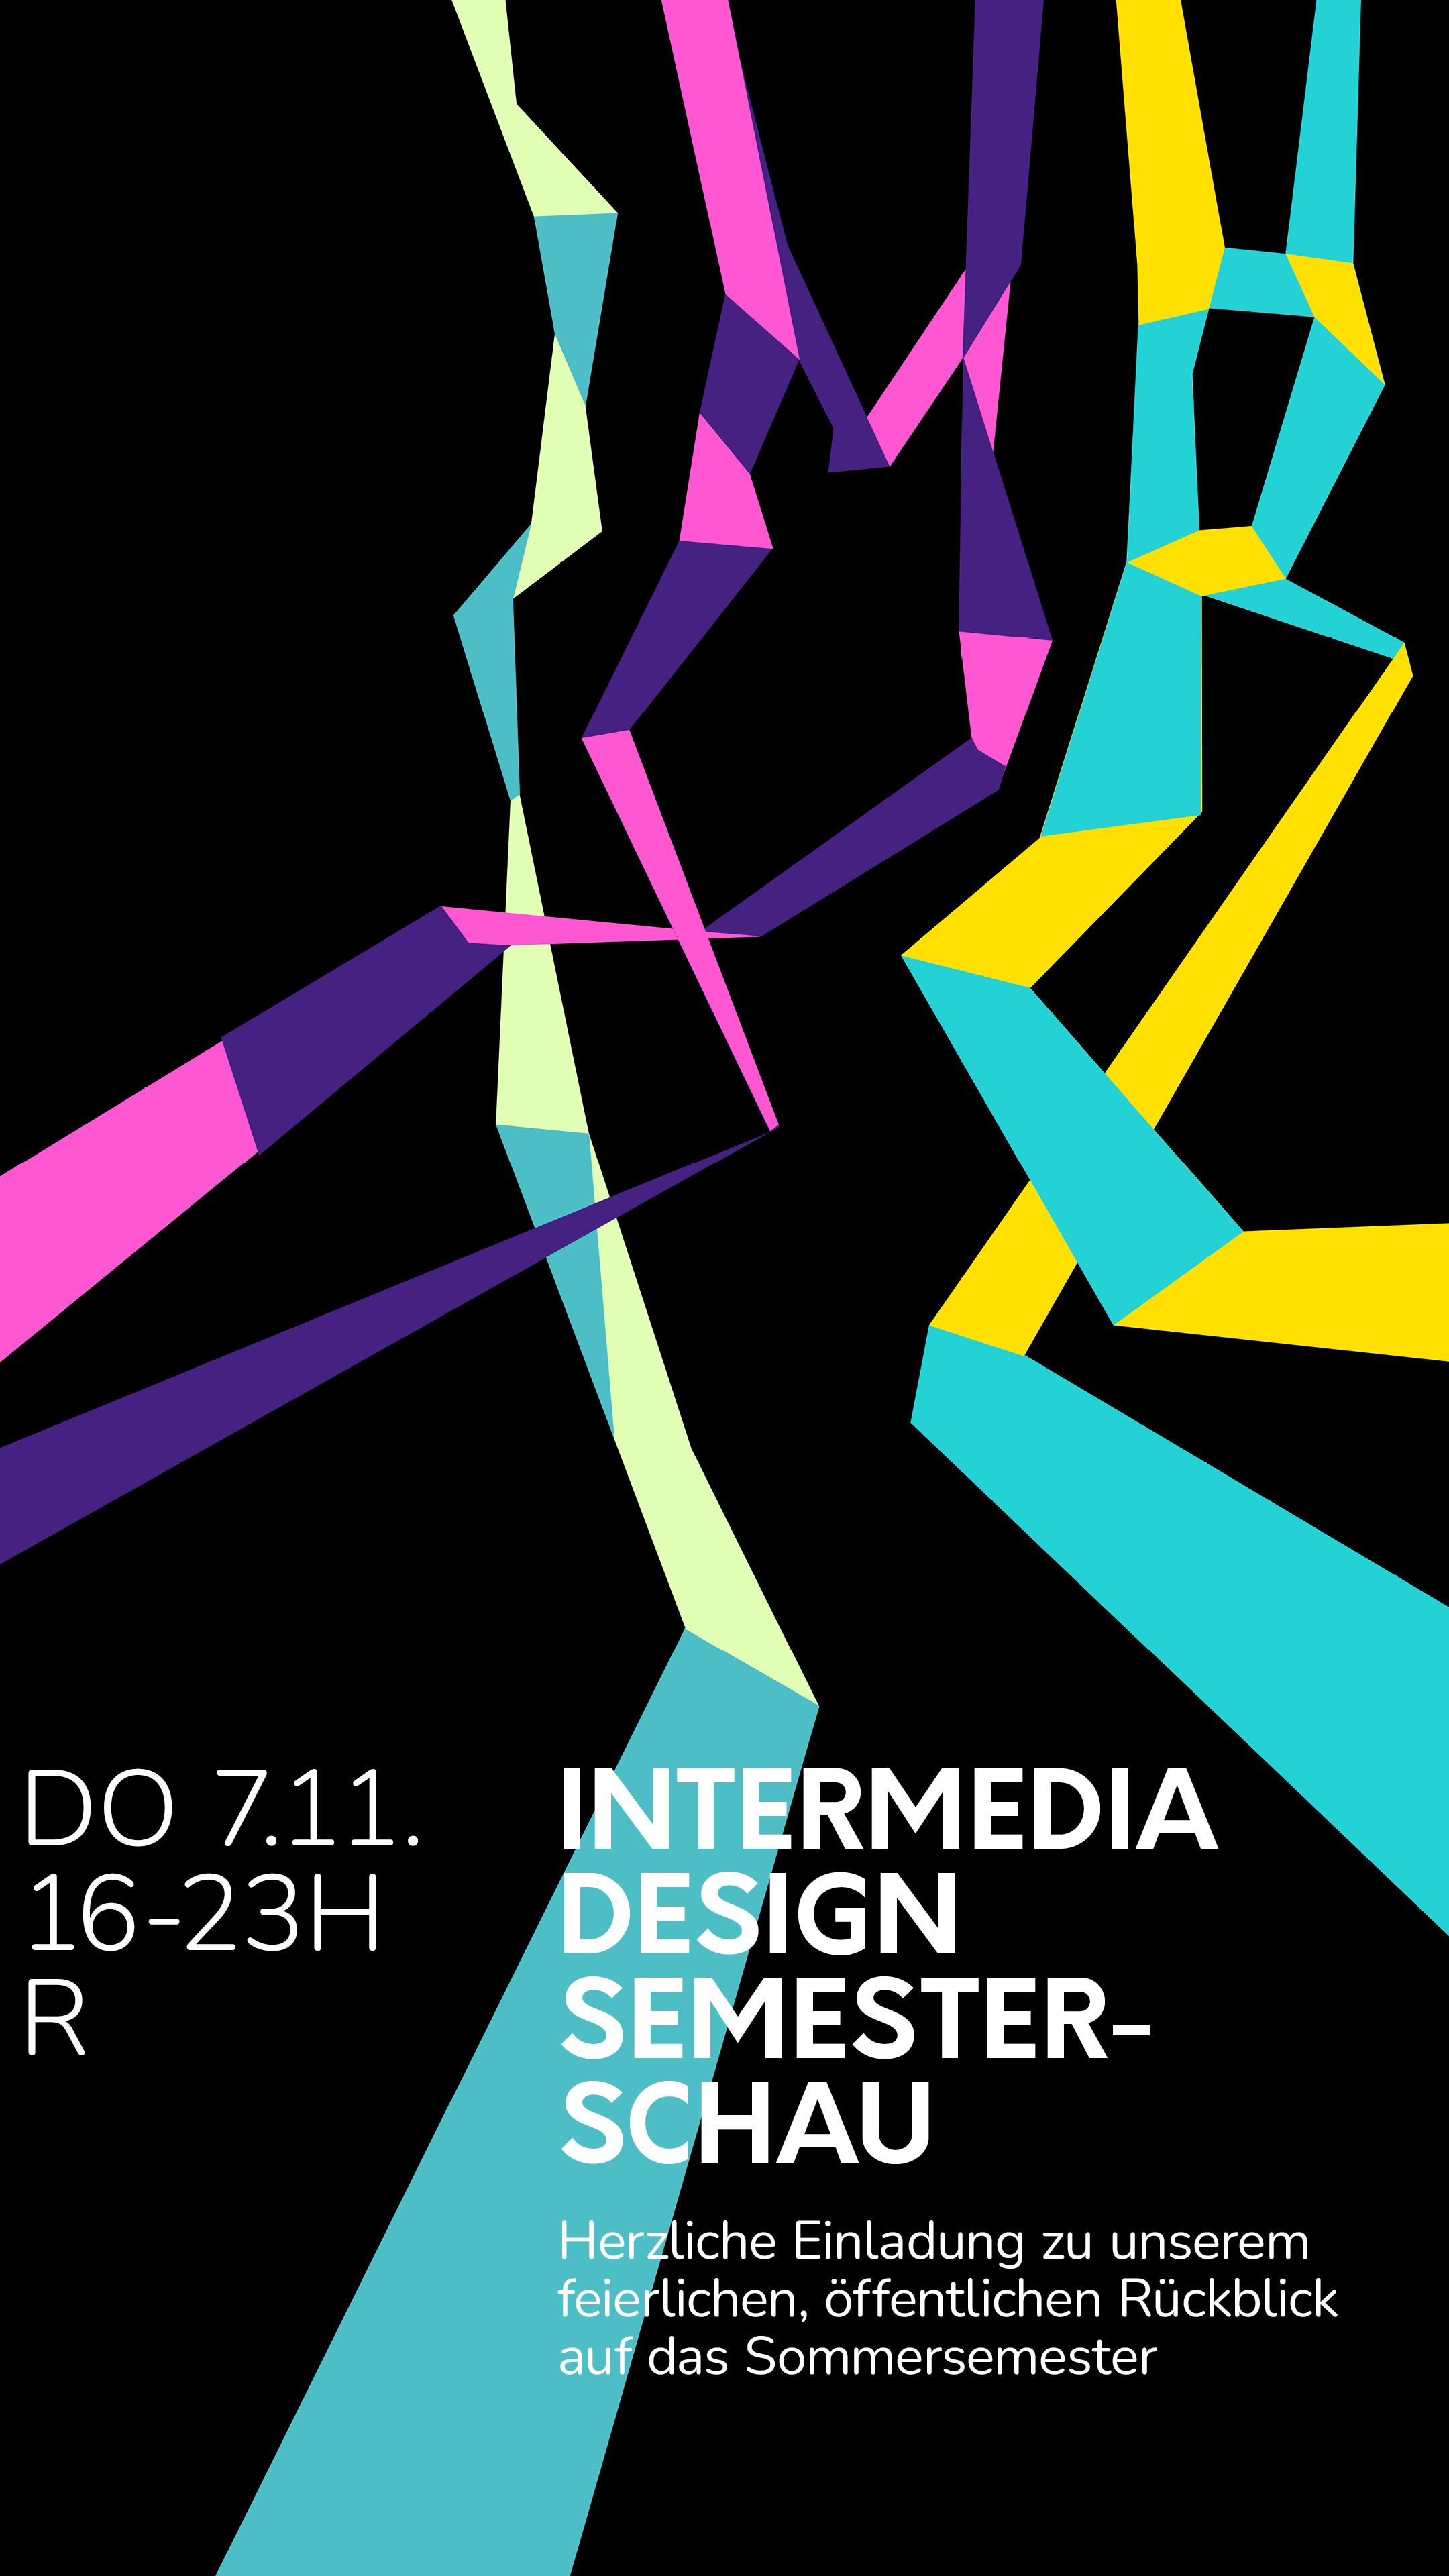 DO 7.11.
16-23H
R
INTERMEDIA
DESIGN
SEMESTER-
SCHAU
Herzliche Einladung zu unserem
feierlichen, öffentlichen Rückblick
auf das Sommersemester